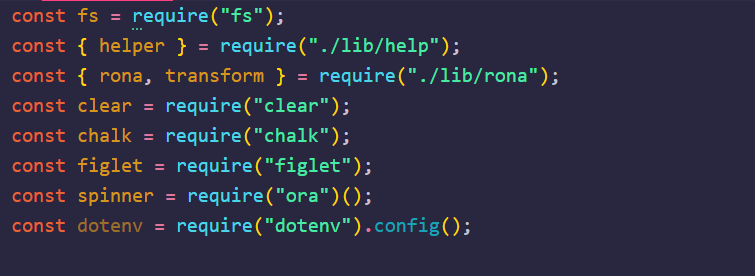 const fs = require("fs");
const { helper } = require("./lib/help");
const { rona, transform } = require("./lib/rona");
const clear = require("clear");
const chalk = require("chalk");
const figlet = require("figlet");
const spinner = require("ora")();
const dotenv = require("dotenv").config();